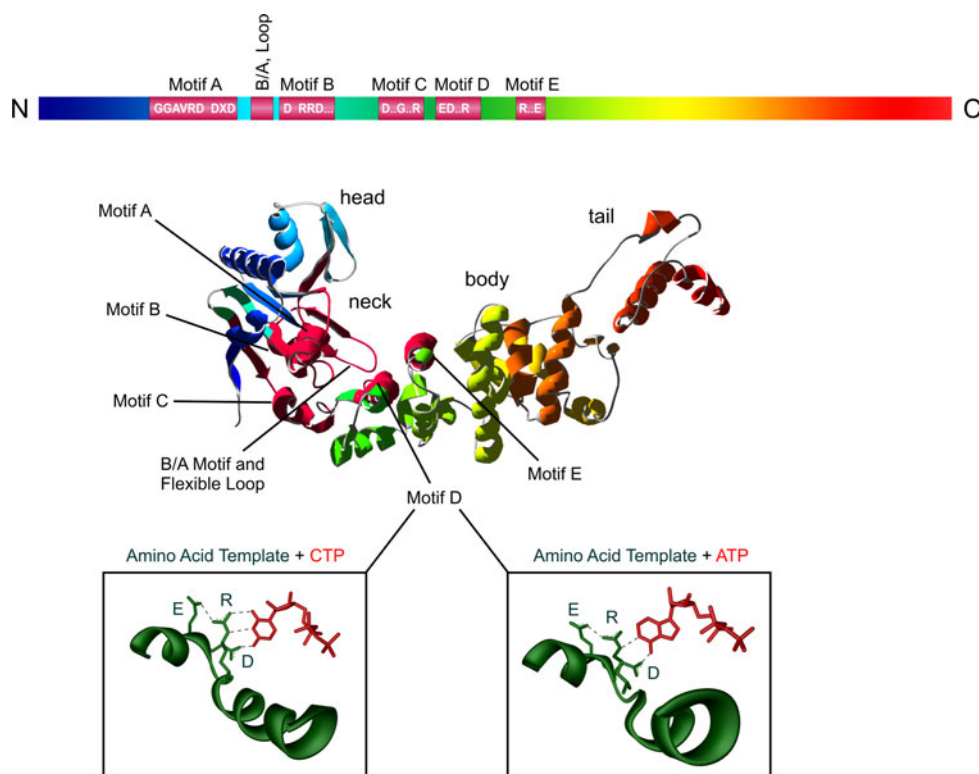 B/A, Loop
Motif A
Motif B
Motif C
Motif D
Motif E
N
GGAVRD DXD
D RRD...
D..G..R
ED..R
R..E
C
head
Motif A
tail
body
neck
Motif B
Motif C
B/A Motif and
Flexible Loop
Motif E
Motif D
Amino Acid Template + CTP
Amino Acid Template + ATP
E
R
D
E
R
D